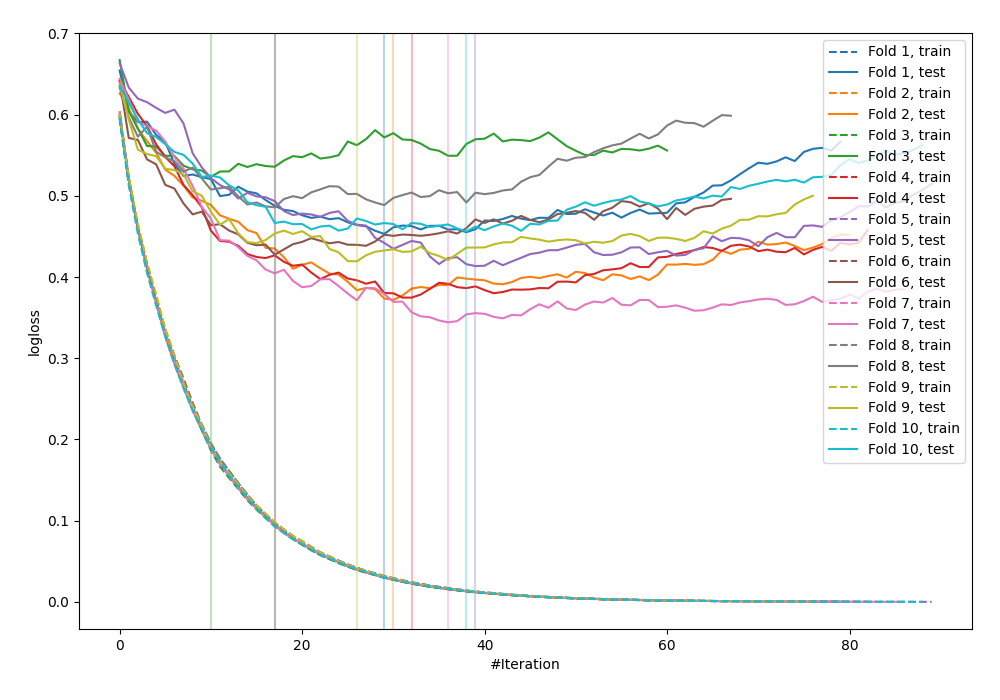 0.7
0.6
0.5
0.4
0.3
0.2
0.1
0.0
logloss
0
20
40
60
80
#Iteration
Fold 1, train
Fold 1, test
Fold 2, train
Fold 2, test
Fold 3, train
Fold 3, test
Fold 4, train
Fold 4, test
Fold 5, train
Fold 5, test
Fold 6, train
Fold 6, test
Fold 7, train
Fold 7, test
Fold 8, train
Fold 8, test
Fold 9, train
Fold 9, test
Fold 10, train
Fold 10, test